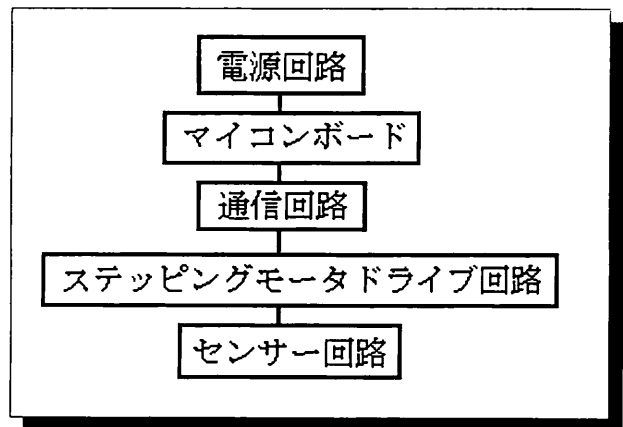 電源回路
マイコンボード
通信回路
ステッピングモータドライブ回路
センサー回路